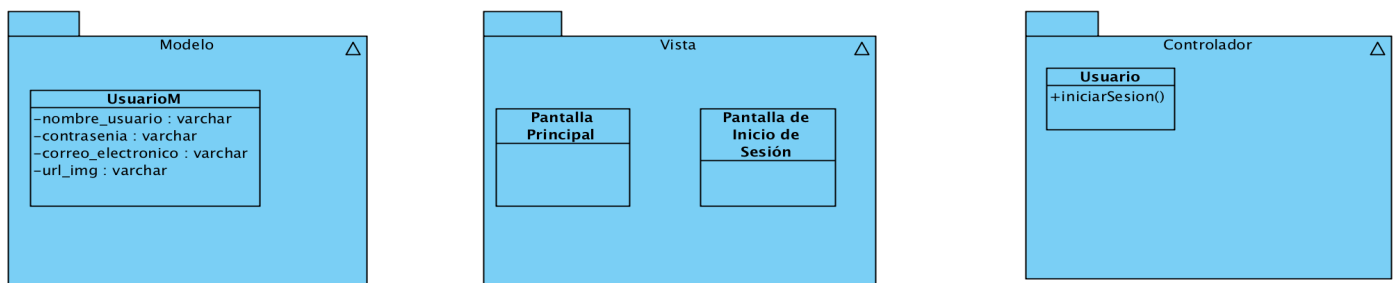 Modelo
UsuarioM
-nombre_usuario : varchar
-contrasenia : varchar
-correo_electronico : varchar
-url_img : varchar
Vista
Pantalla
Principal
Pantalla de
Inicio de
Sesión
Controlador
Usuario
+iniciarSesion()